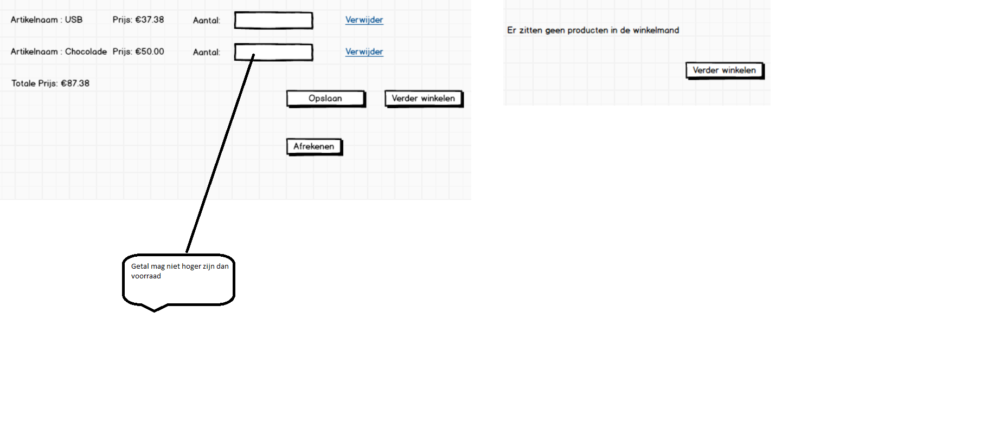 Artikelnaam : USB Prijs: €37.38 Aantal: Verwijder
Artikelnaam : Chocolade Prijs: €50.00 Aantal: Verwijder
Totale Prijs: €87.38
Opslaan Verder winkelen
Afrekenen
Getal mag niet hoger zijn dan
voorraad
Er zitten geen producten in de winkelmand
Verder winkelen